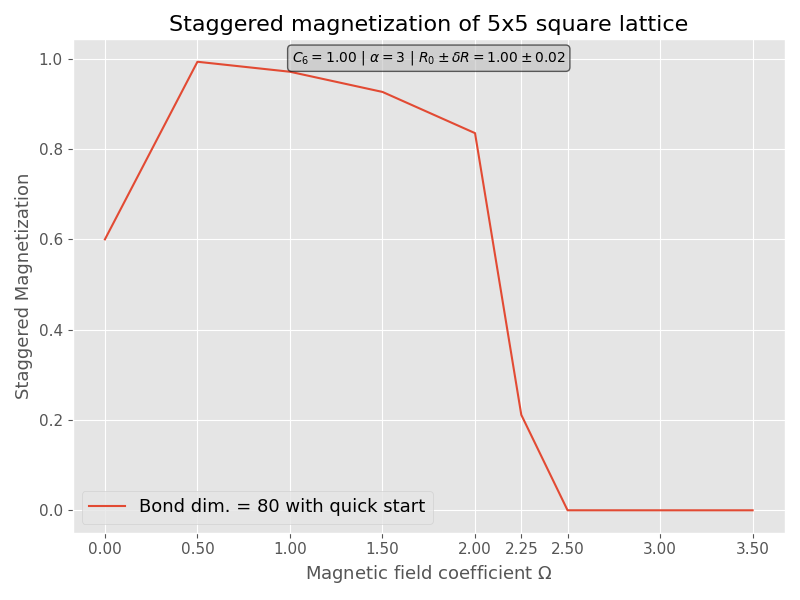 Staggered magnetization of 5x5 square lattice
C₆ = 1.00 | α = 3 | R₀ ± δR = 1.00 ± 0.02
Staggered Magnetization
1.0
0.8
0.6
0.4
0.2
0.0
Bond dim. = 80 with quick start
0.00 0.50 1.00 1.50 2.00 2.25 2.50 3.00 3.50
Magnetic field coefficient Ω